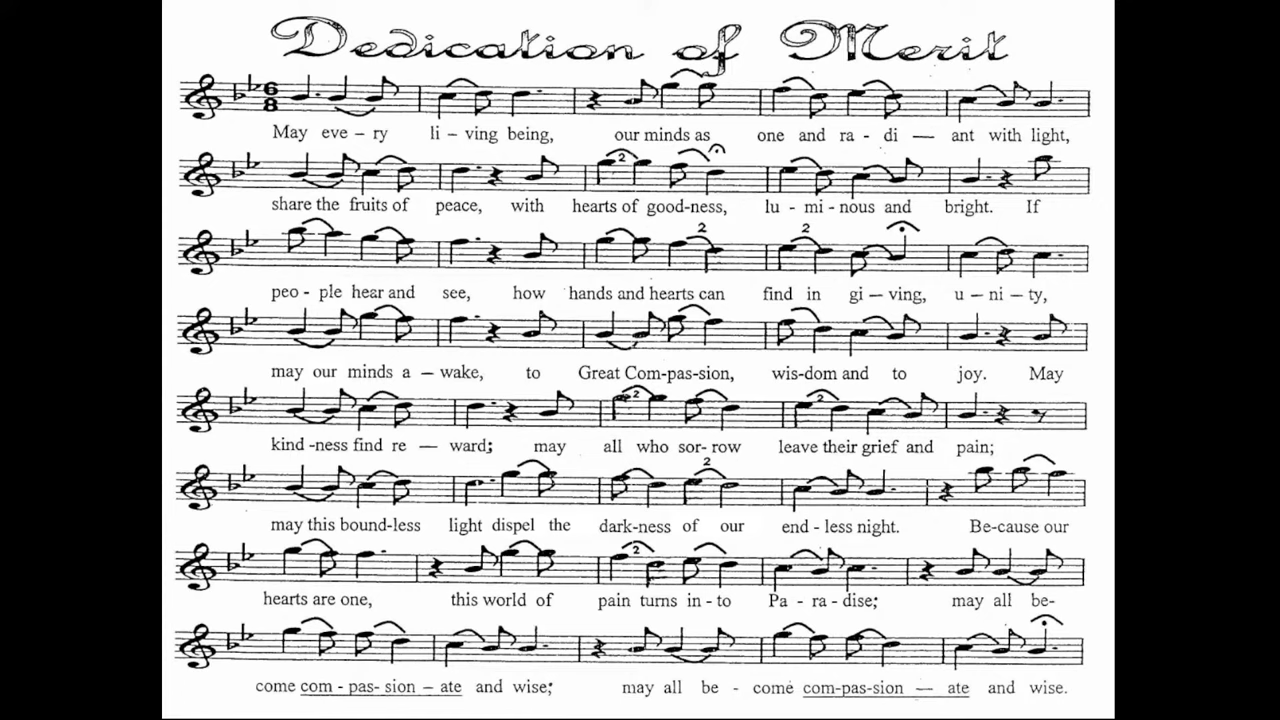 Dedication of Merit
May eve – ry li – ving being, our minds as one and ra - di — ant with light,
share the fruits of peace, with hearts of good-ness, lu - mi - nous and bright. If
peo - ple hear and see, how hands and hearts can find in gi – ving, u – ni – ty,
may our minds a – wake, to Great Com-pas-sion, wis-dom and to joy. May
kind -ness find re — ward; may all who sor- row leave their grief and pain;
may this bound-less light dispel the dark-ness of our end - less night. Be-cause our
hearts are one, this world of pain turns in - to Pa - ra - dise; may all be-
come com - pas- sion – ate and wise; may all be - come com-pas-sion — ate and wise.